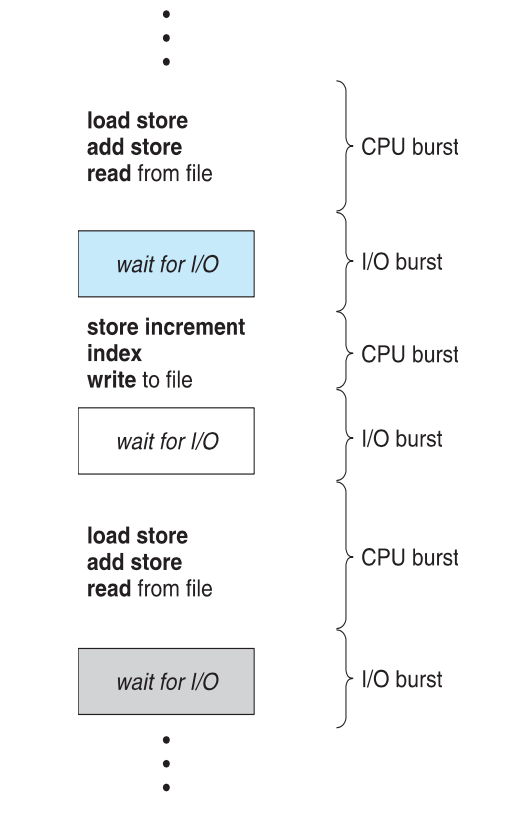 load store
add store
read from file
CPU burst
wait for I/O
I/O burst
store increment
index
write to file
CPU burst
wait for I/O
I/O burst
load store
add store
read from file
CPU burst
wait for I/O
I/O burst